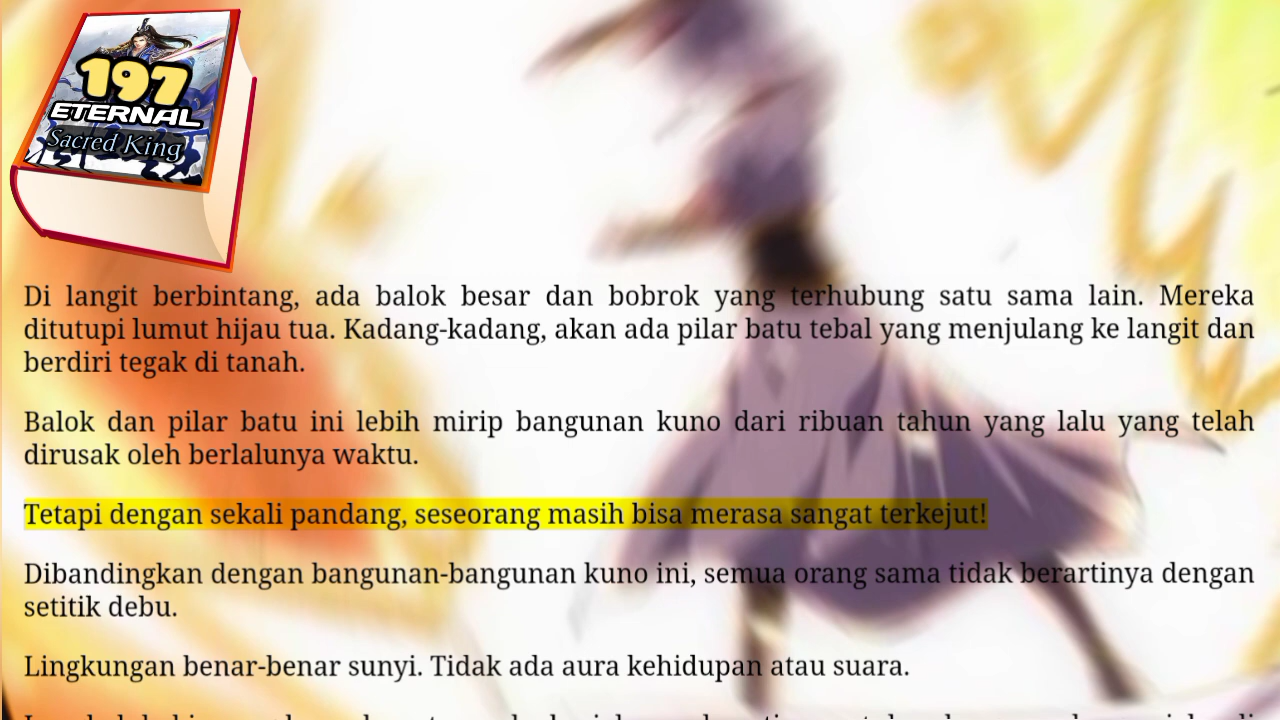 197
ETERNAL
Sacred King
Di langit berbintang, ada balok besar dan bobrok yang terhubung satu sama lain. Mereka
ditutupi lumut hijau tua. Kadang-kadang, akan ada pilar batu tebal yang menjulang ke langit dan
berdiri tegak di tanah.
Balok dan pilar batu ini lebih mirip bangunan kuno dari ribuan tahun yang lalu yang telah
dirusak oleh berlalunya waktu.
Tetapi dengan sekali pandang, seseorang masih bisa merasa sangat terkejut!
Dibandingkan dengan bangunan-bangunan kuno ini, semua orang sama tidak berartinya dengan
setitik debu.
Lingkungan benar-benar sunyi. Tidak ada aura kehidupan atau suara.